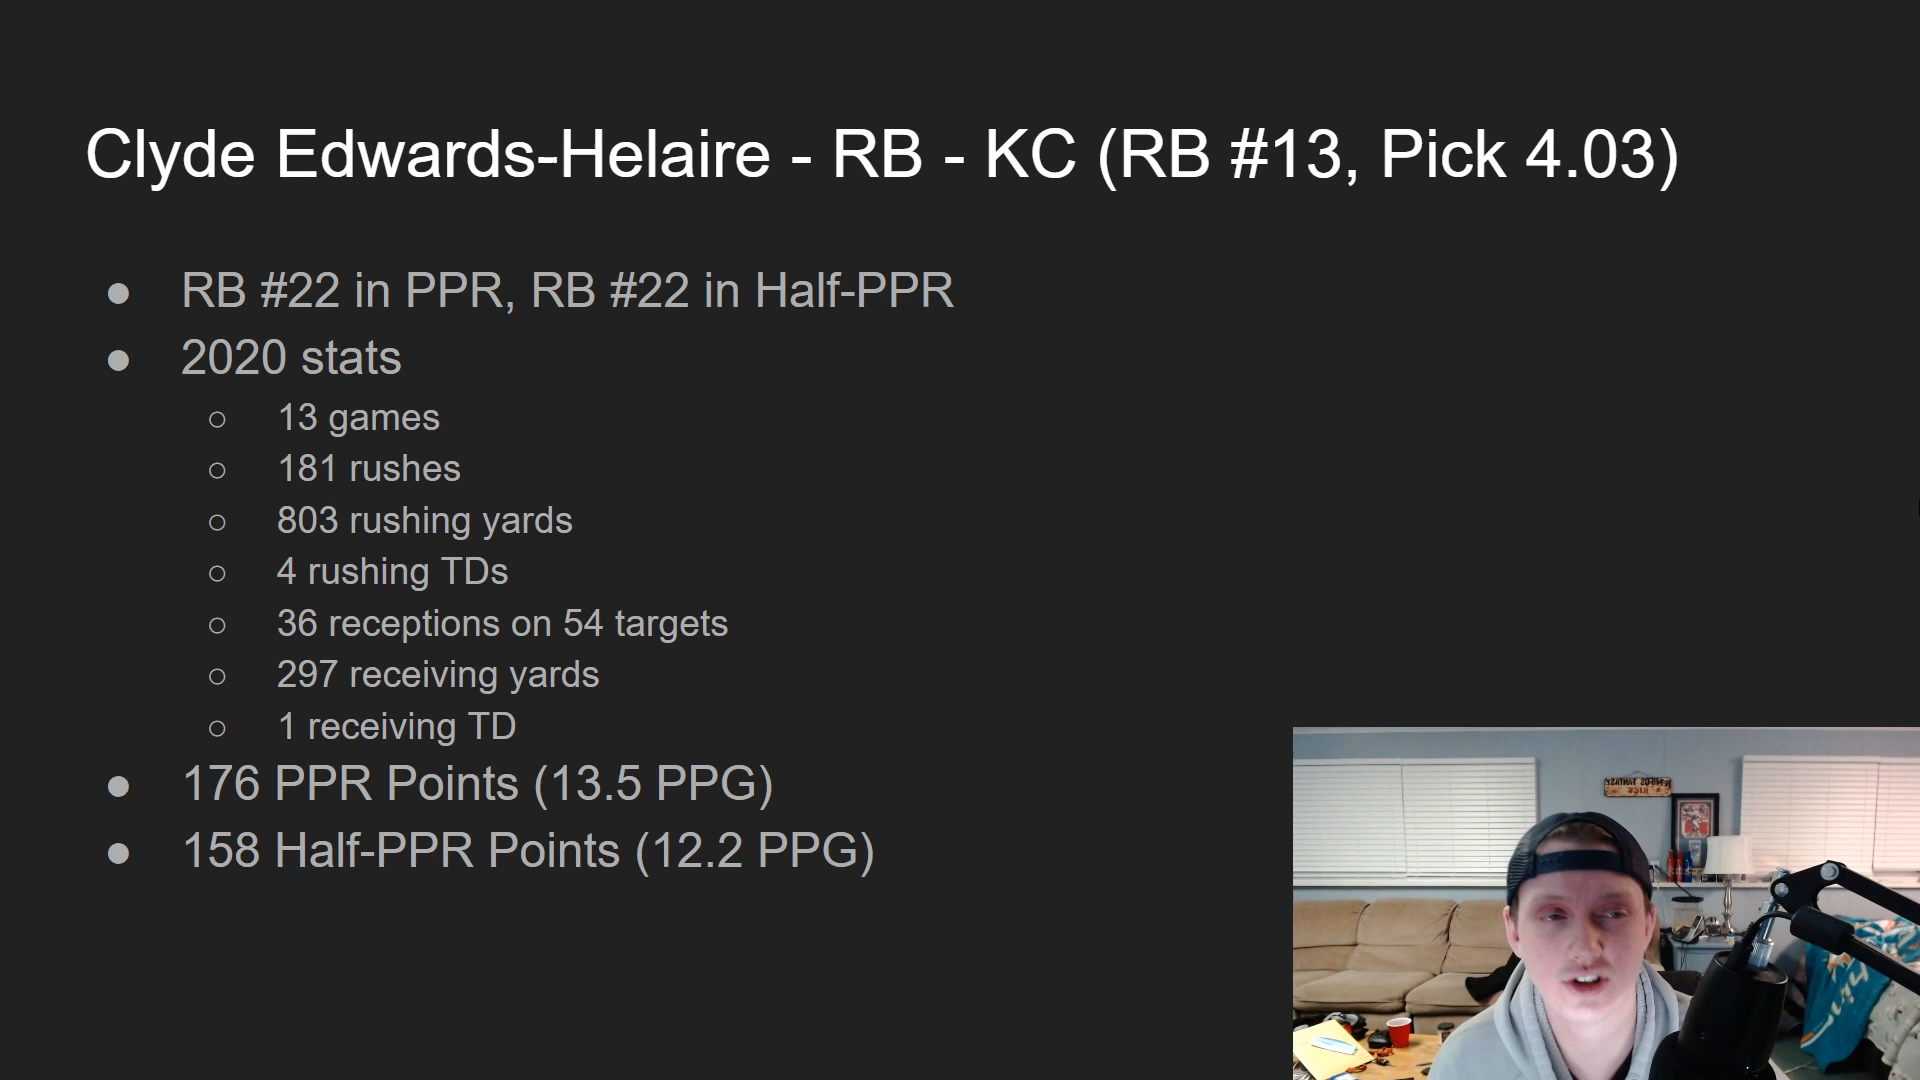 Clyde Edwards-Helaire - RB - KC (RB #13, Pick 4.03)
● RB #22 in PPR, RB #22 in Half-PPR
● 2020 stats
○ 13 games
○ 181 rushes
○ 803 rushing yards
○ 4 rushing TDs
○ 36 receptions on 54 targets
○ 297 receiving yards
○ 1 receiving TD
● 176 PPR Points (13.5 PPG)
● 158 Half-PPR Points (12.2 PPG)